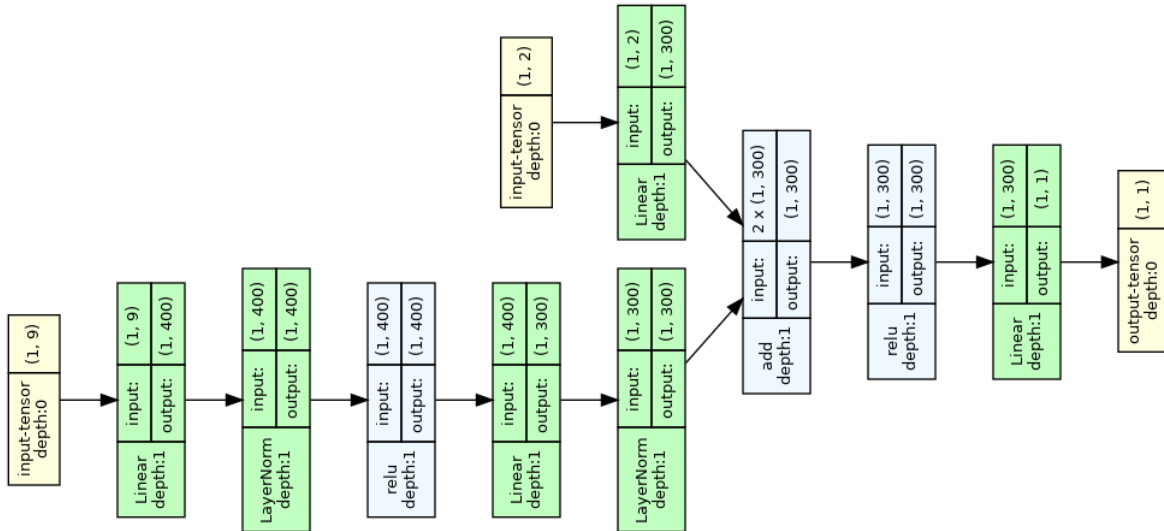 input-tensor
depth:0
(1, 2)
Linear
depth:1
input:
(1, 2)
output:
(1, 300)
input-tensor
depth:0
(1, 9)
Linear
depth:1
input:
(1, 9)
output:
(1, 400)
LayerNorm
depth:1
input:
(1, 400)
output:
(1, 400)
relu
depth:1
input:
(1, 400)
output:
(1, 400)
Linear
depth:1
input:
(1, 400)
output:
(1, 300)
LayerNorm
depth:1
input:
(1, 300)
output:
(1, 300)
add
depth:1
input:
2 x (1, 300)
output:
(1, 300)
relu
depth:1
input:
(1, 300)
output:
(1, 300)
Linear
depth:1
input:
(1, 300)
output:
(1, 1)
output-tensor
depth:0
(1, 1)